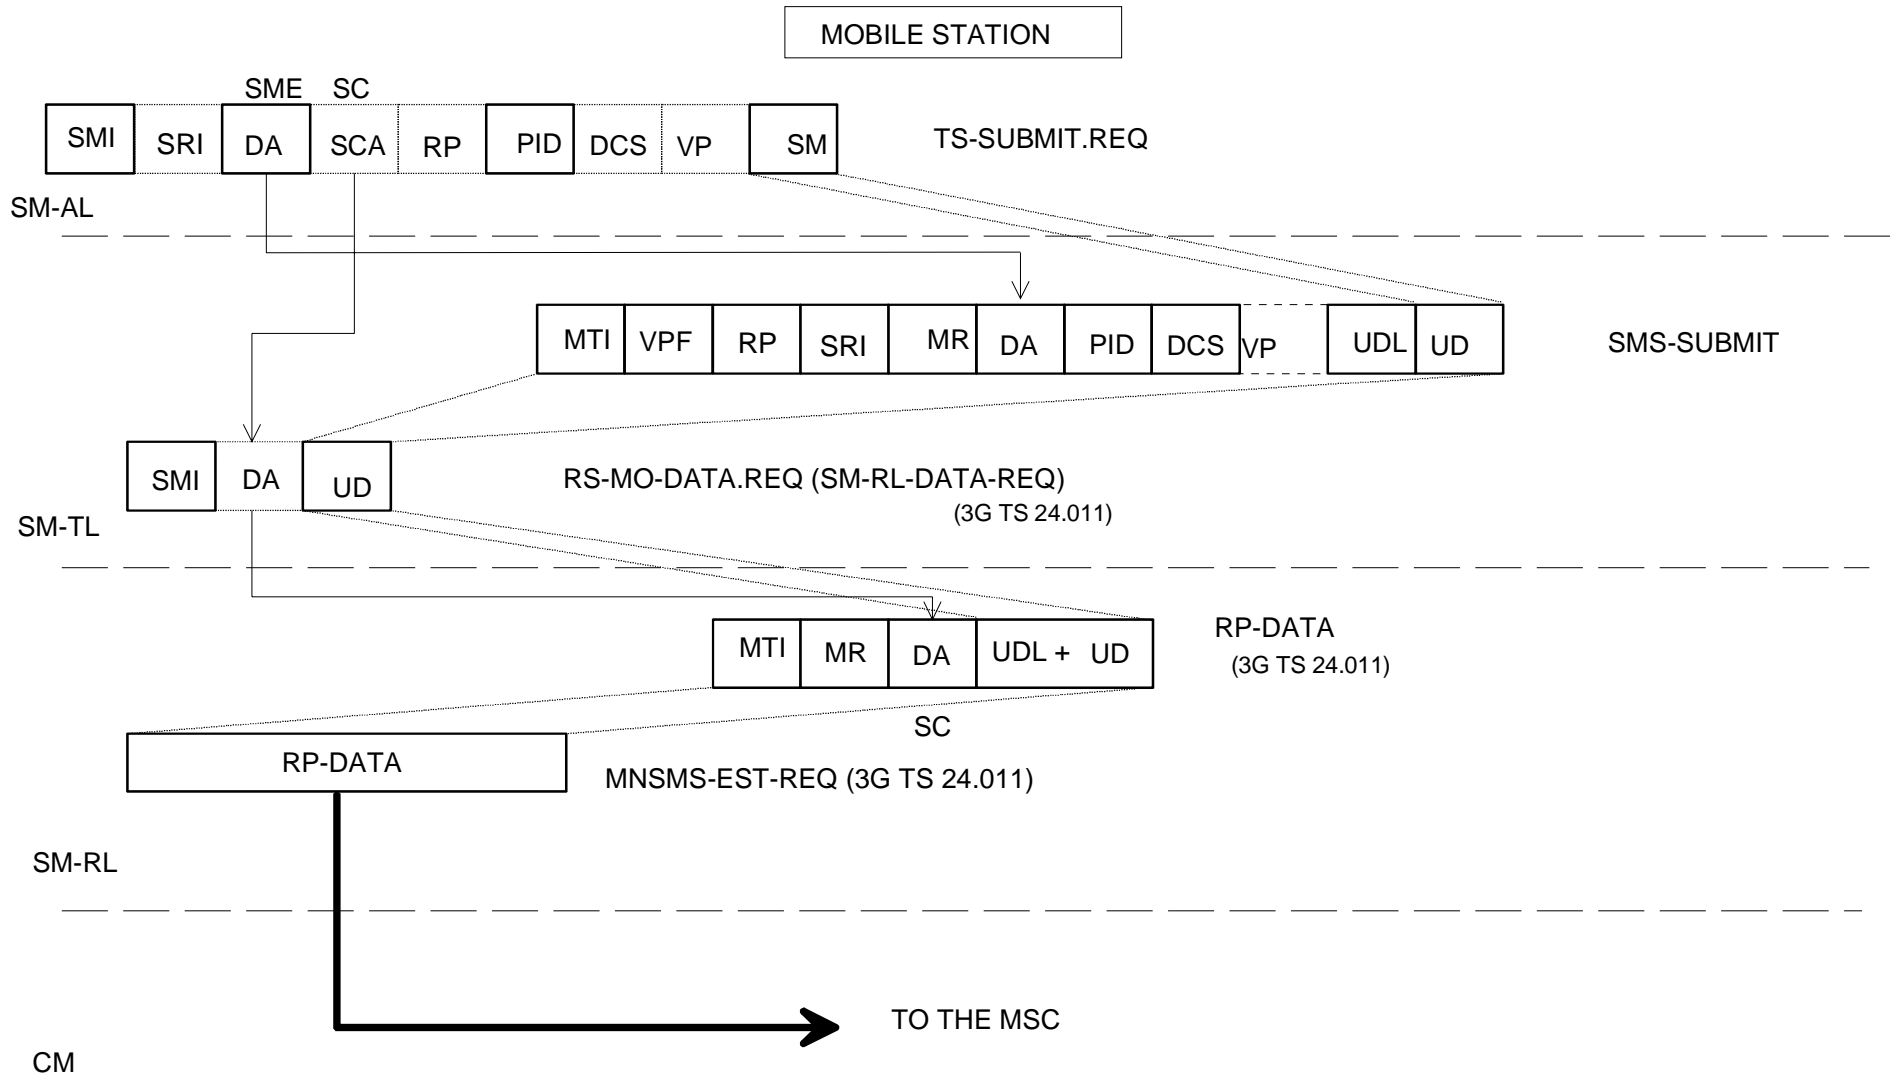 MOBILE STATION
SME SC
SMI SRI DA SCA RP PID DCS VP SM TS-SUBMIT.REQ
SM-AL
MTI VPF RP SRI MR DA PID DCS VP UDL UD SMS-SUBMIT
SMI DA UD RS-MO-DATA.REQ (SM-RL-DATA-REQ)
(3G TS 24.011)
SM-TL
RP-DATA
MTI MR DA UDL + UD
(3G TS 24.011)
SC
RP-DATA MNSMS-EST-REQ (3G TS 24.011)
SM-RL
TO THE MSC
CM